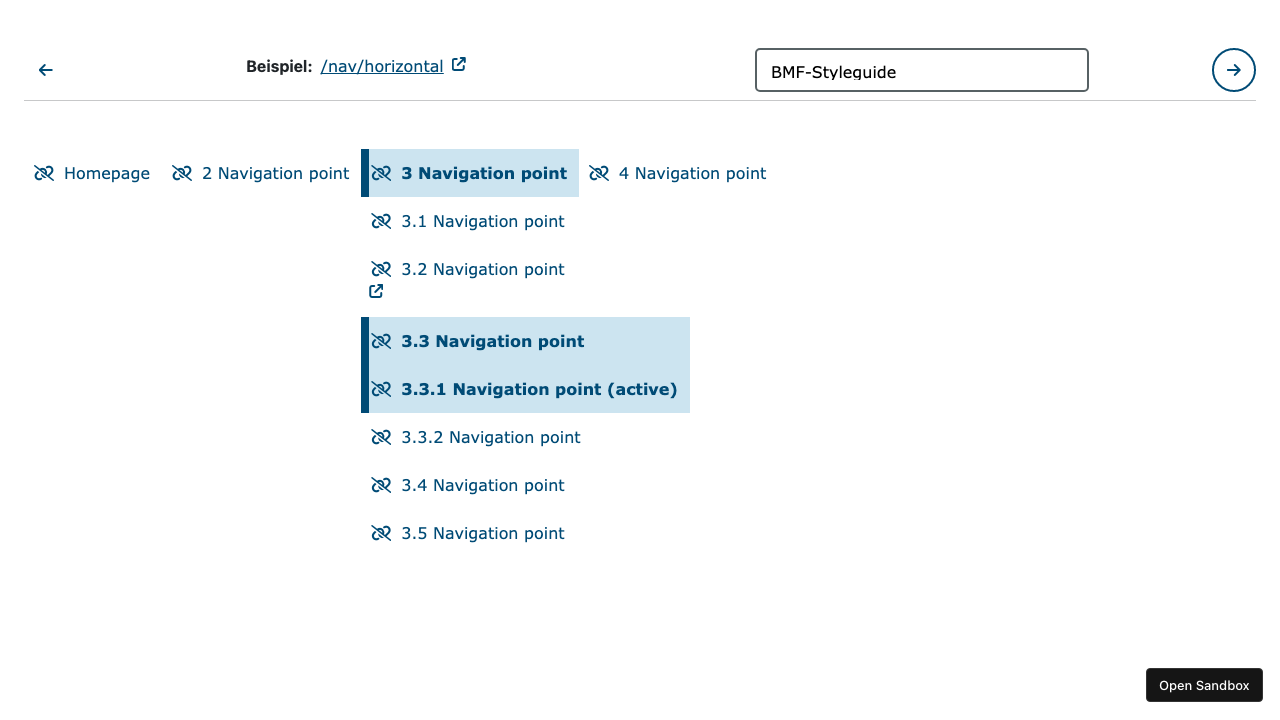 Beispiel: /nav/horizontal
BMF-Styleguide
Homepage
2 Navigation point
3 Navigation point
4 Navigation point
3.1 Navigation point
3.2 Navigation point
3.3 Navigation point
3.3.1 Navigation point (active)
3.3.2 Navigation point
3.4 Navigation point
3.5 Navigation point
Open Sandbox